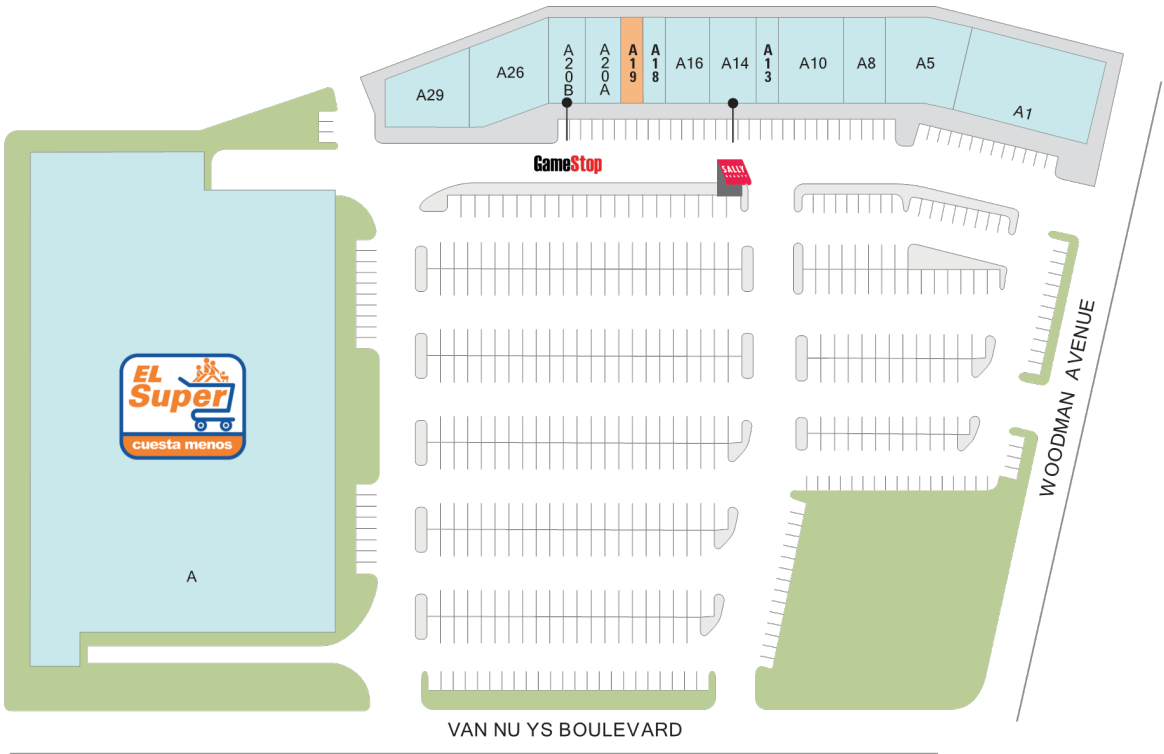 A29
A26
A20B
A20A
A19
A18
A16
A14
A13
A10
A8
A5
A1
GameStop
SALLY
BEAUTY
EL
Super
cuesta menos
A
WOODMAN AVENUE
VAN NU YS BOULEVARD